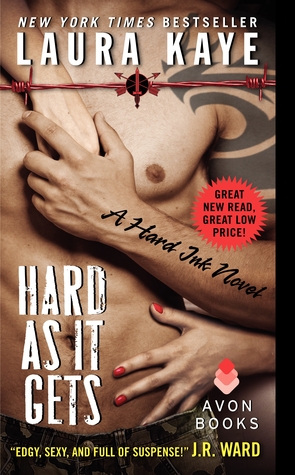 NEW YORK TIMES BESTSELLER
LAURA KAYE
GREAT
NEW READ,
GREAT LOW
PRICE!
A Hard Ink Novel
HARD
AS IT
GETS
AVON
BOOKS
“EDGY, SEXY, AND FULL OF SUSPENSE!” J.R. WARD